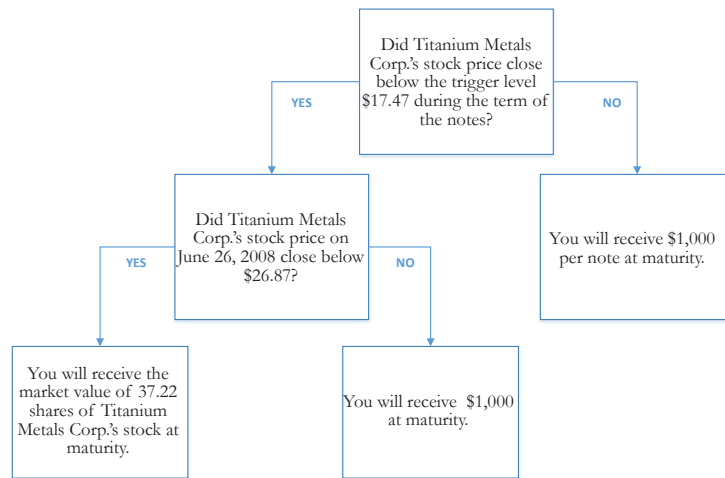 Did Titanium Metals
Corp.'s stock price close
below the trigger level
$17.47 during the term of
the notes?
YES
NO
Did Titanium Metals
Corp.'s stock price on
June 26, 2008 close below
$26.87?
You will receive $1,000
per note at maturity.
YES
NO
You will receive the
market value of 37.22
shares of Titanium
Metals Corp.'s stock at
maturity.
You will receive $1,000
at maturity.